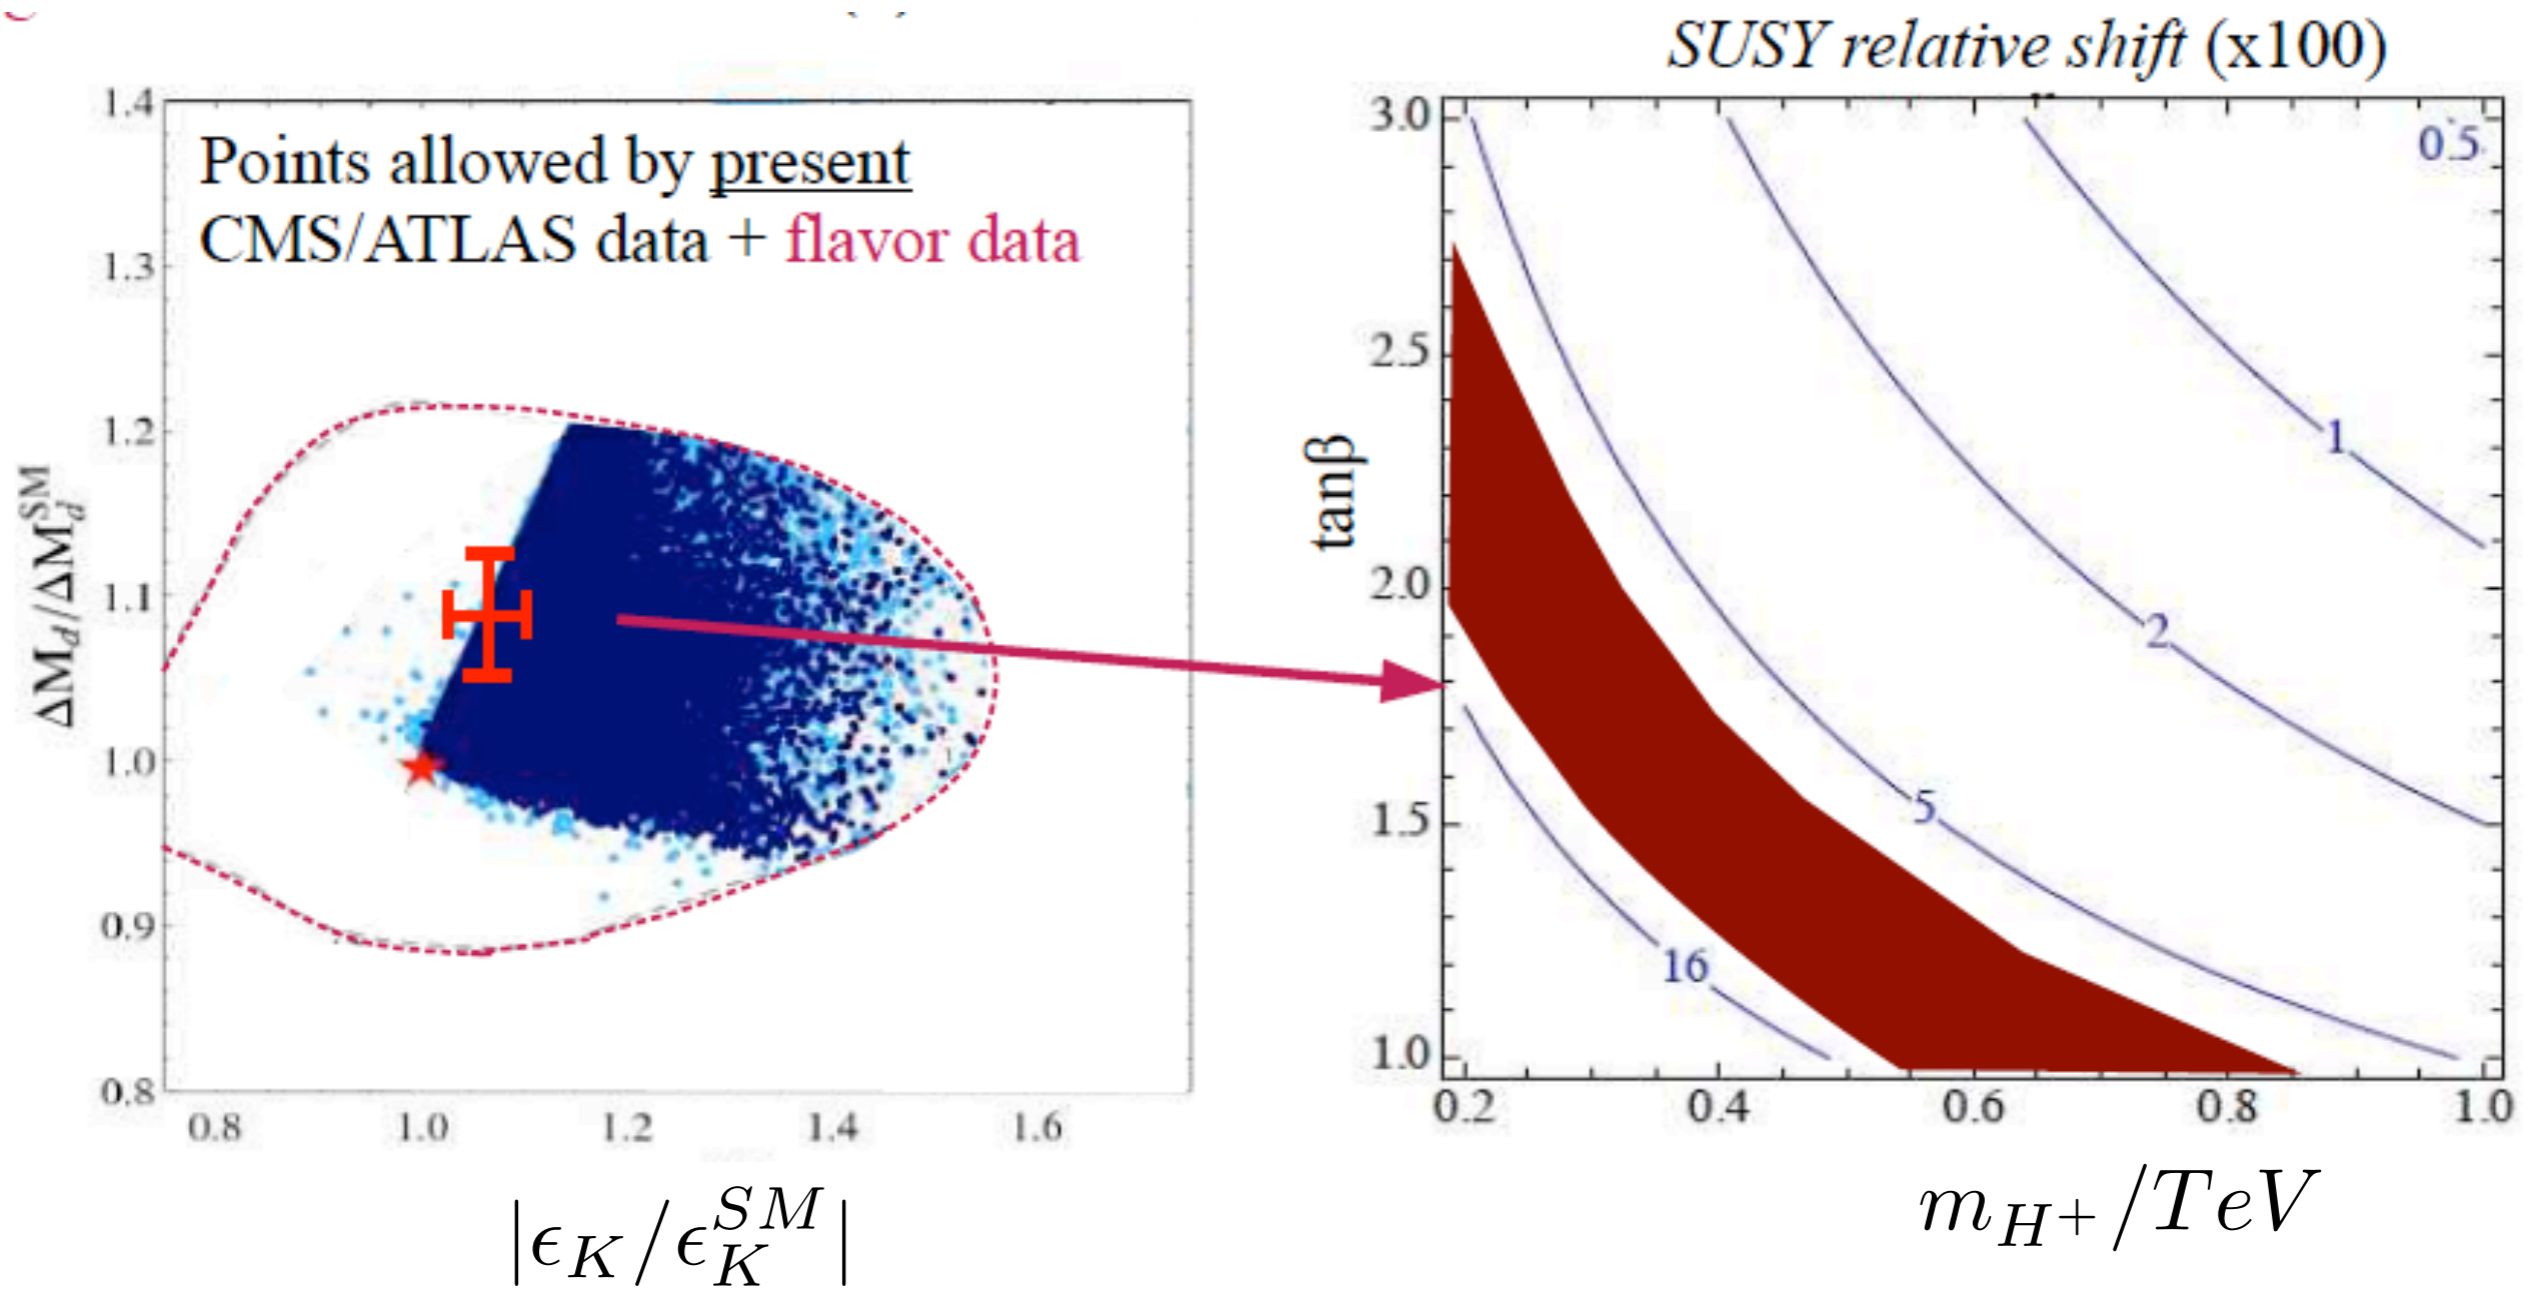 SUSY relative shift (x100)
Points allowed by present
CMS/ATLAS data + flavor data
1.4
1.3
1.2
1.1
1.0
0.9
0.8
ΔM_d/ΔM_d^SM
0.8 1.0 1.2 1.4 1.6
|ϵ_K/ϵ_K^SM|
3.0
2.5
2.0
1.5
1.0
tanβ
0.5
1
2
5
16
0.2 0.4 0.6 0.8 1.0
m_H+/TeV